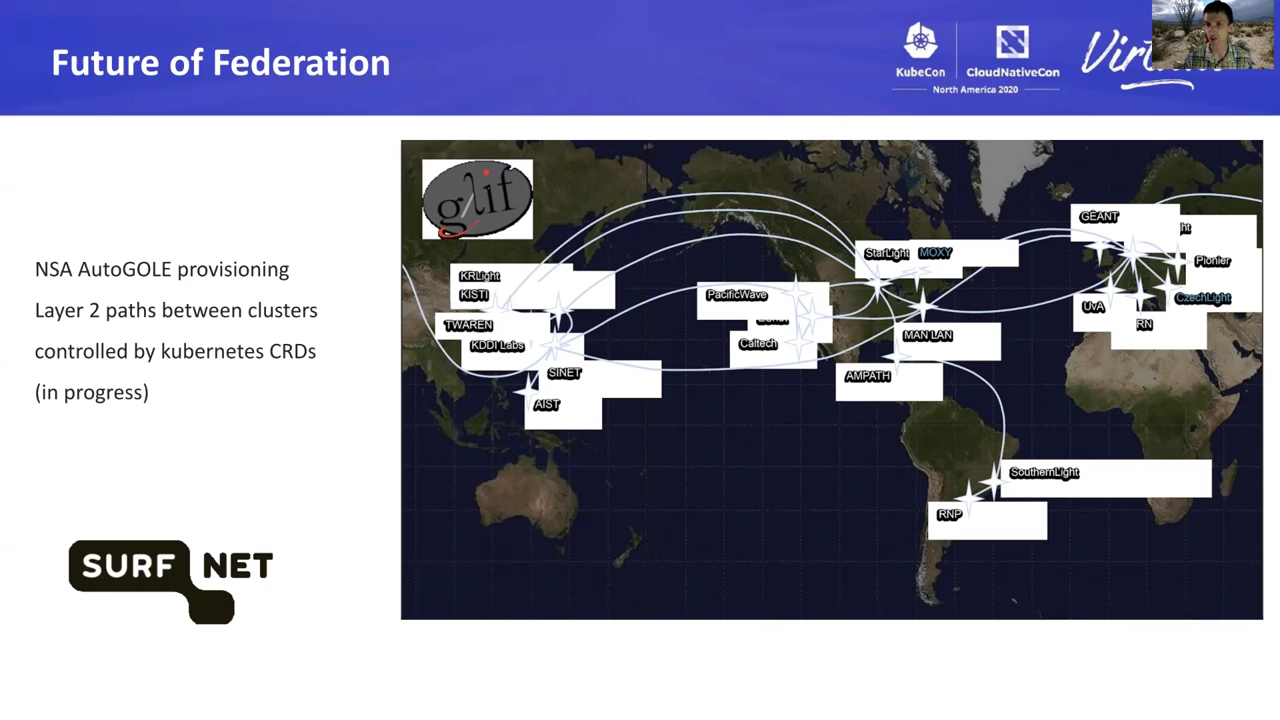 Future of Federation
KubeCon
CloudNativeCon
North America 2020
NSA AutoGOLE provisioning
Layer 2 paths between clusters
controlled by kubernetes CRDs
(in progress)
SURF NET
glif
KRLight
KISTI
TWAREN
KDDI Labs
SINET
AIST
PacificWave
Caltech
StarLight
MOXY
MAN LAN
AMPATH
SouthernLight
RNP
GÉANT
Pionier
UvA
CzechLight
RN